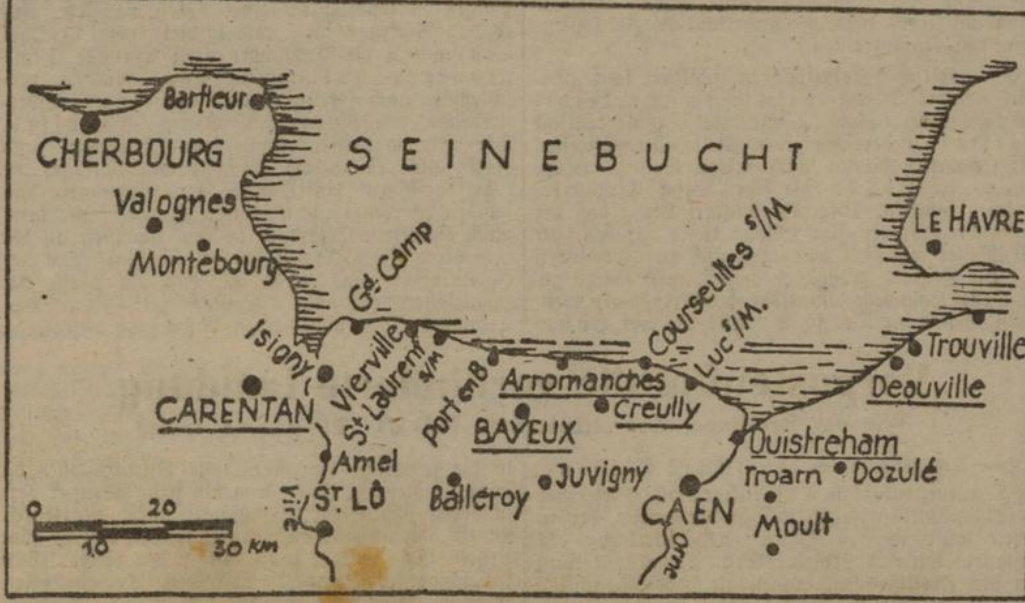 Barfleur
CHERBOURG
SEINEBUCHT
Valognes
Montebourg
LE HAVRE
Gd. Camp
Isigny
Vierville
St Laurent s/M
Port en B
Courseulles s/M
Luc s/M.
Arromanches
Trouville
Deauville
CARENTAN
Creully
BAYEUX
Ouistreham
Amel
Troarn
Dozulé
Juvigny
Balleroy
ST. LÔ
Vire
CAEN
Moult
Orne
0 20
10 30 KM